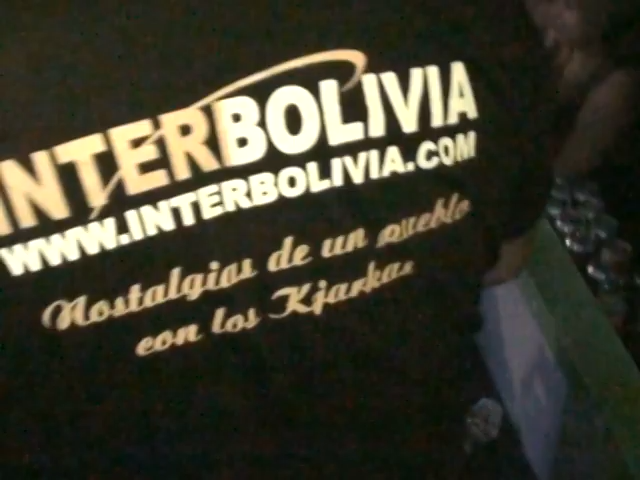 INTERBOLIVIA
WWW.INTERBOLIVIA.COM
Nostalgias de un pueblo
con los Kjarkas